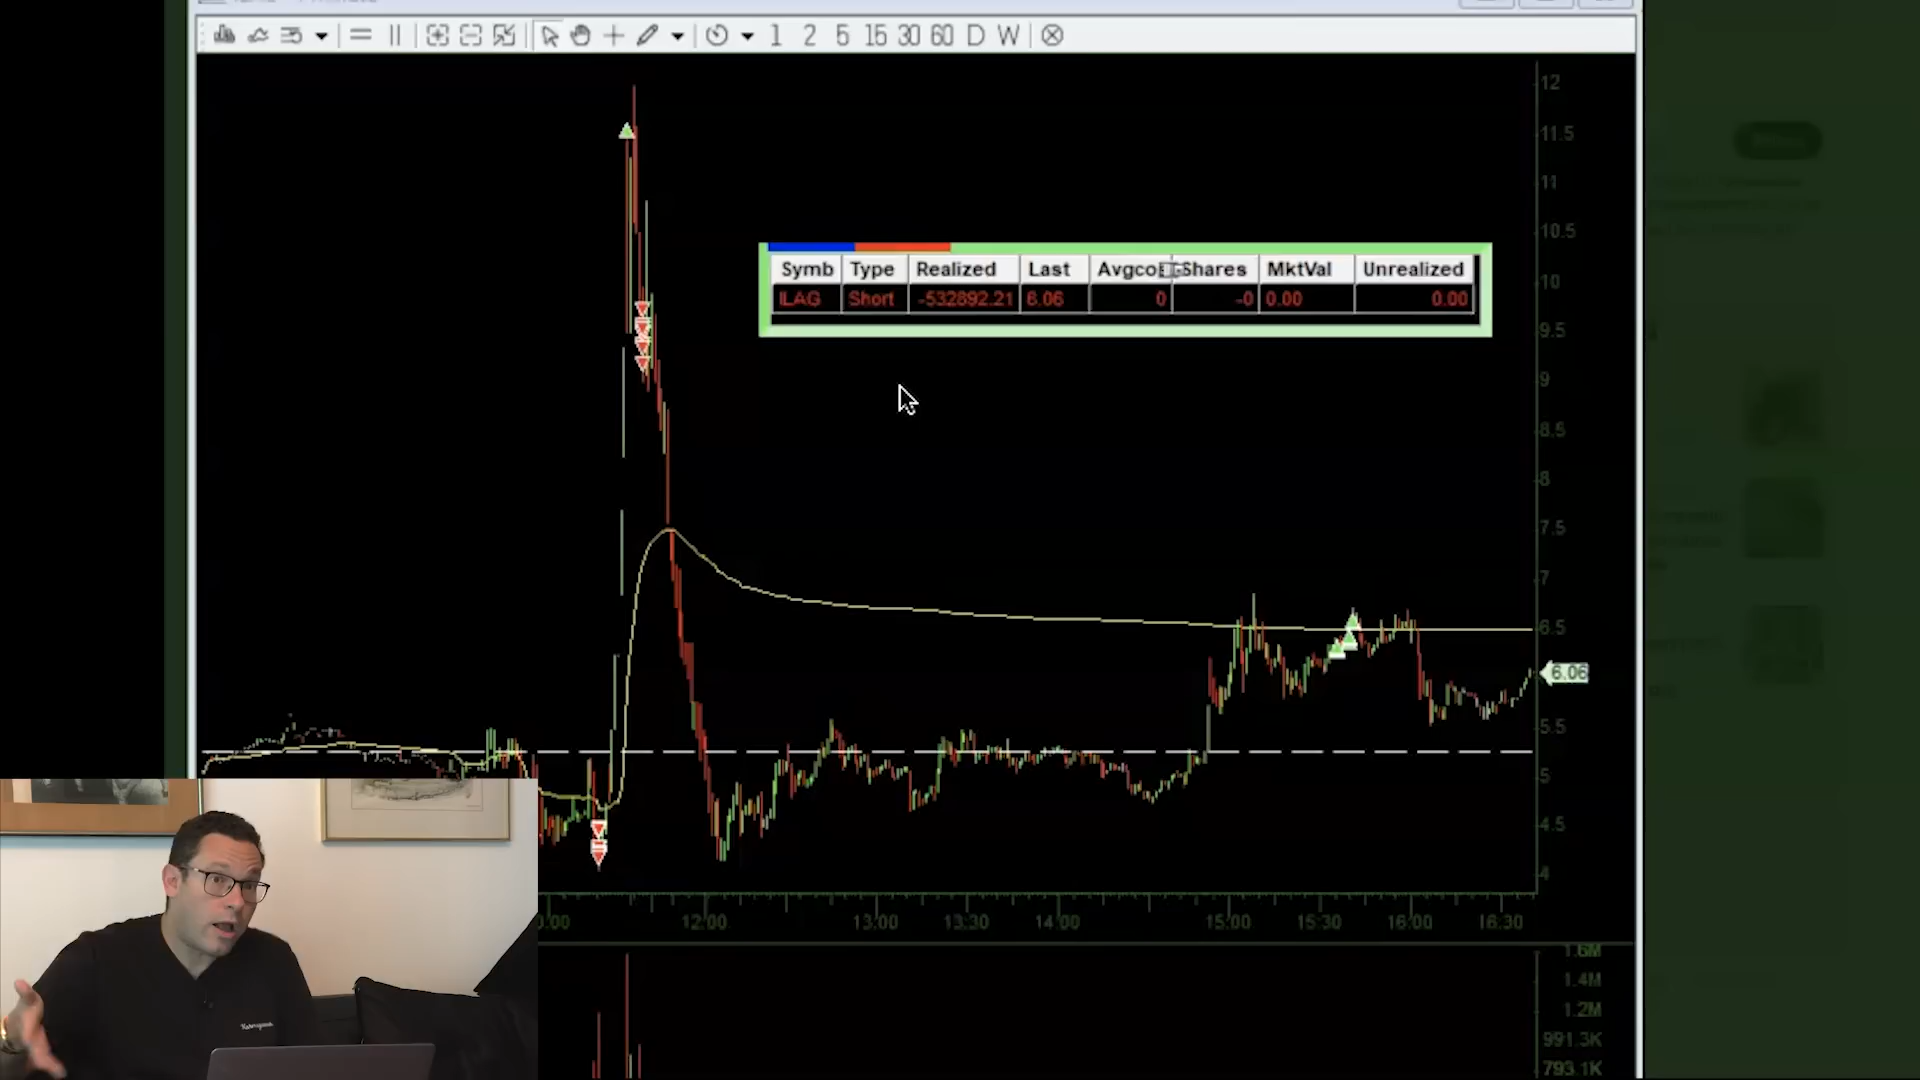 1 2 5 15 30 60 D W
12
11.5
11
10.5
Symb Type Realized Last Avgcos Shares MktVal Unrealized
ILAG Short -532892.21 6.06 0 -0 0.00 0.00
10
9.5
9
8.5
8
7.5
7
6.5
6.06
5.5
5
4.5
4
12:00 13:00 13:30 14:00 15:00 15:30 16:00 16:30
1.6M
1.4M
1.2M
991.3K
793.1K